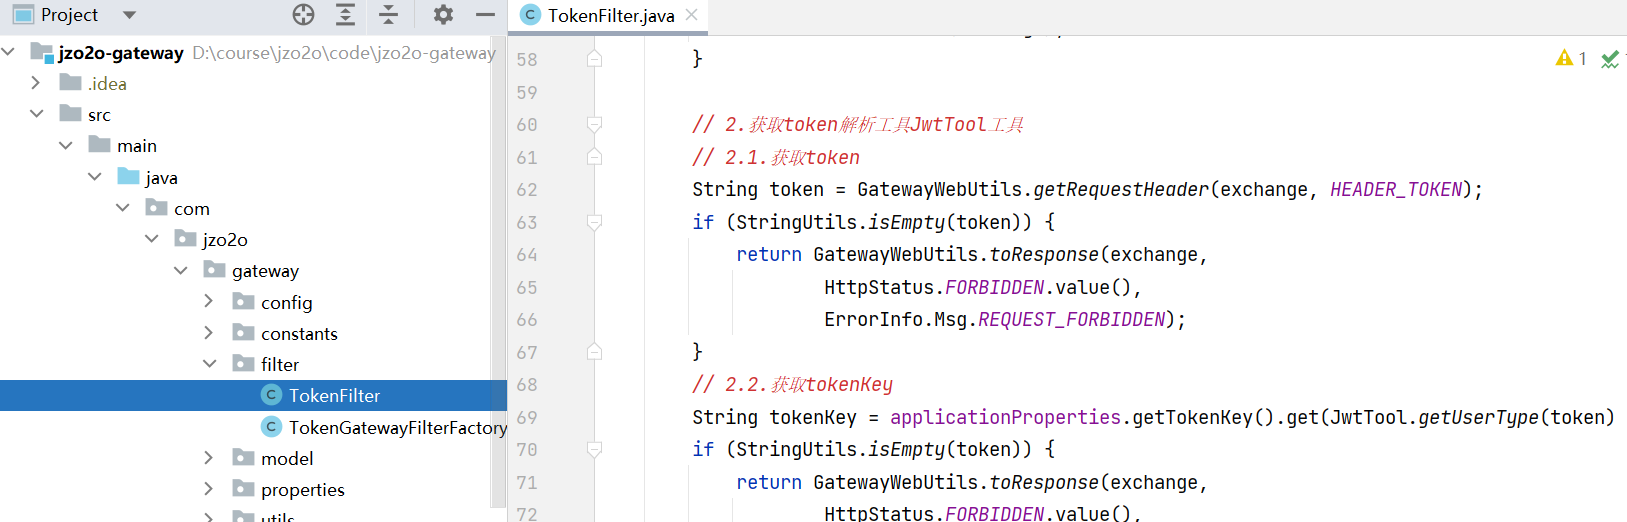 Project
jzo2o-gateway D:\course\jzo2o\code\jzo2o-gateway
.idea
src
main
java
com
jzo2o
gateway
config
constants
filter
TokenFilter
TokenGatewayFilterFactory
model
properties
utils
TokenFilter.java
1
58 }
59
60 // 2.获取token解析工具JwtTool工具
61 // 2.1.获取token
62 String token = GatewayWebUtils.getRequestHeader(exchange, HEADER_TOKEN);
63 if (StringUtils.isEmpty(token)) {
64 return GatewayWebUtils.toResponse(exchange,
65 HttpStatus.FORBIDDEN.value(),
66 ErrorInfo.Msg.REQUEST_FORBIDDEN);
67 }
68 // 2.2.获取tokenKey
69 String tokenKey = applicationProperties.getTokenKey().get(JwtTool.getUserType(token)
70 if (StringUtils.isEmpty(token)) {
71 return GatewayWebUtils.toResponse(exchange,
72 HttpStatus.FORBIDDEN.value(),